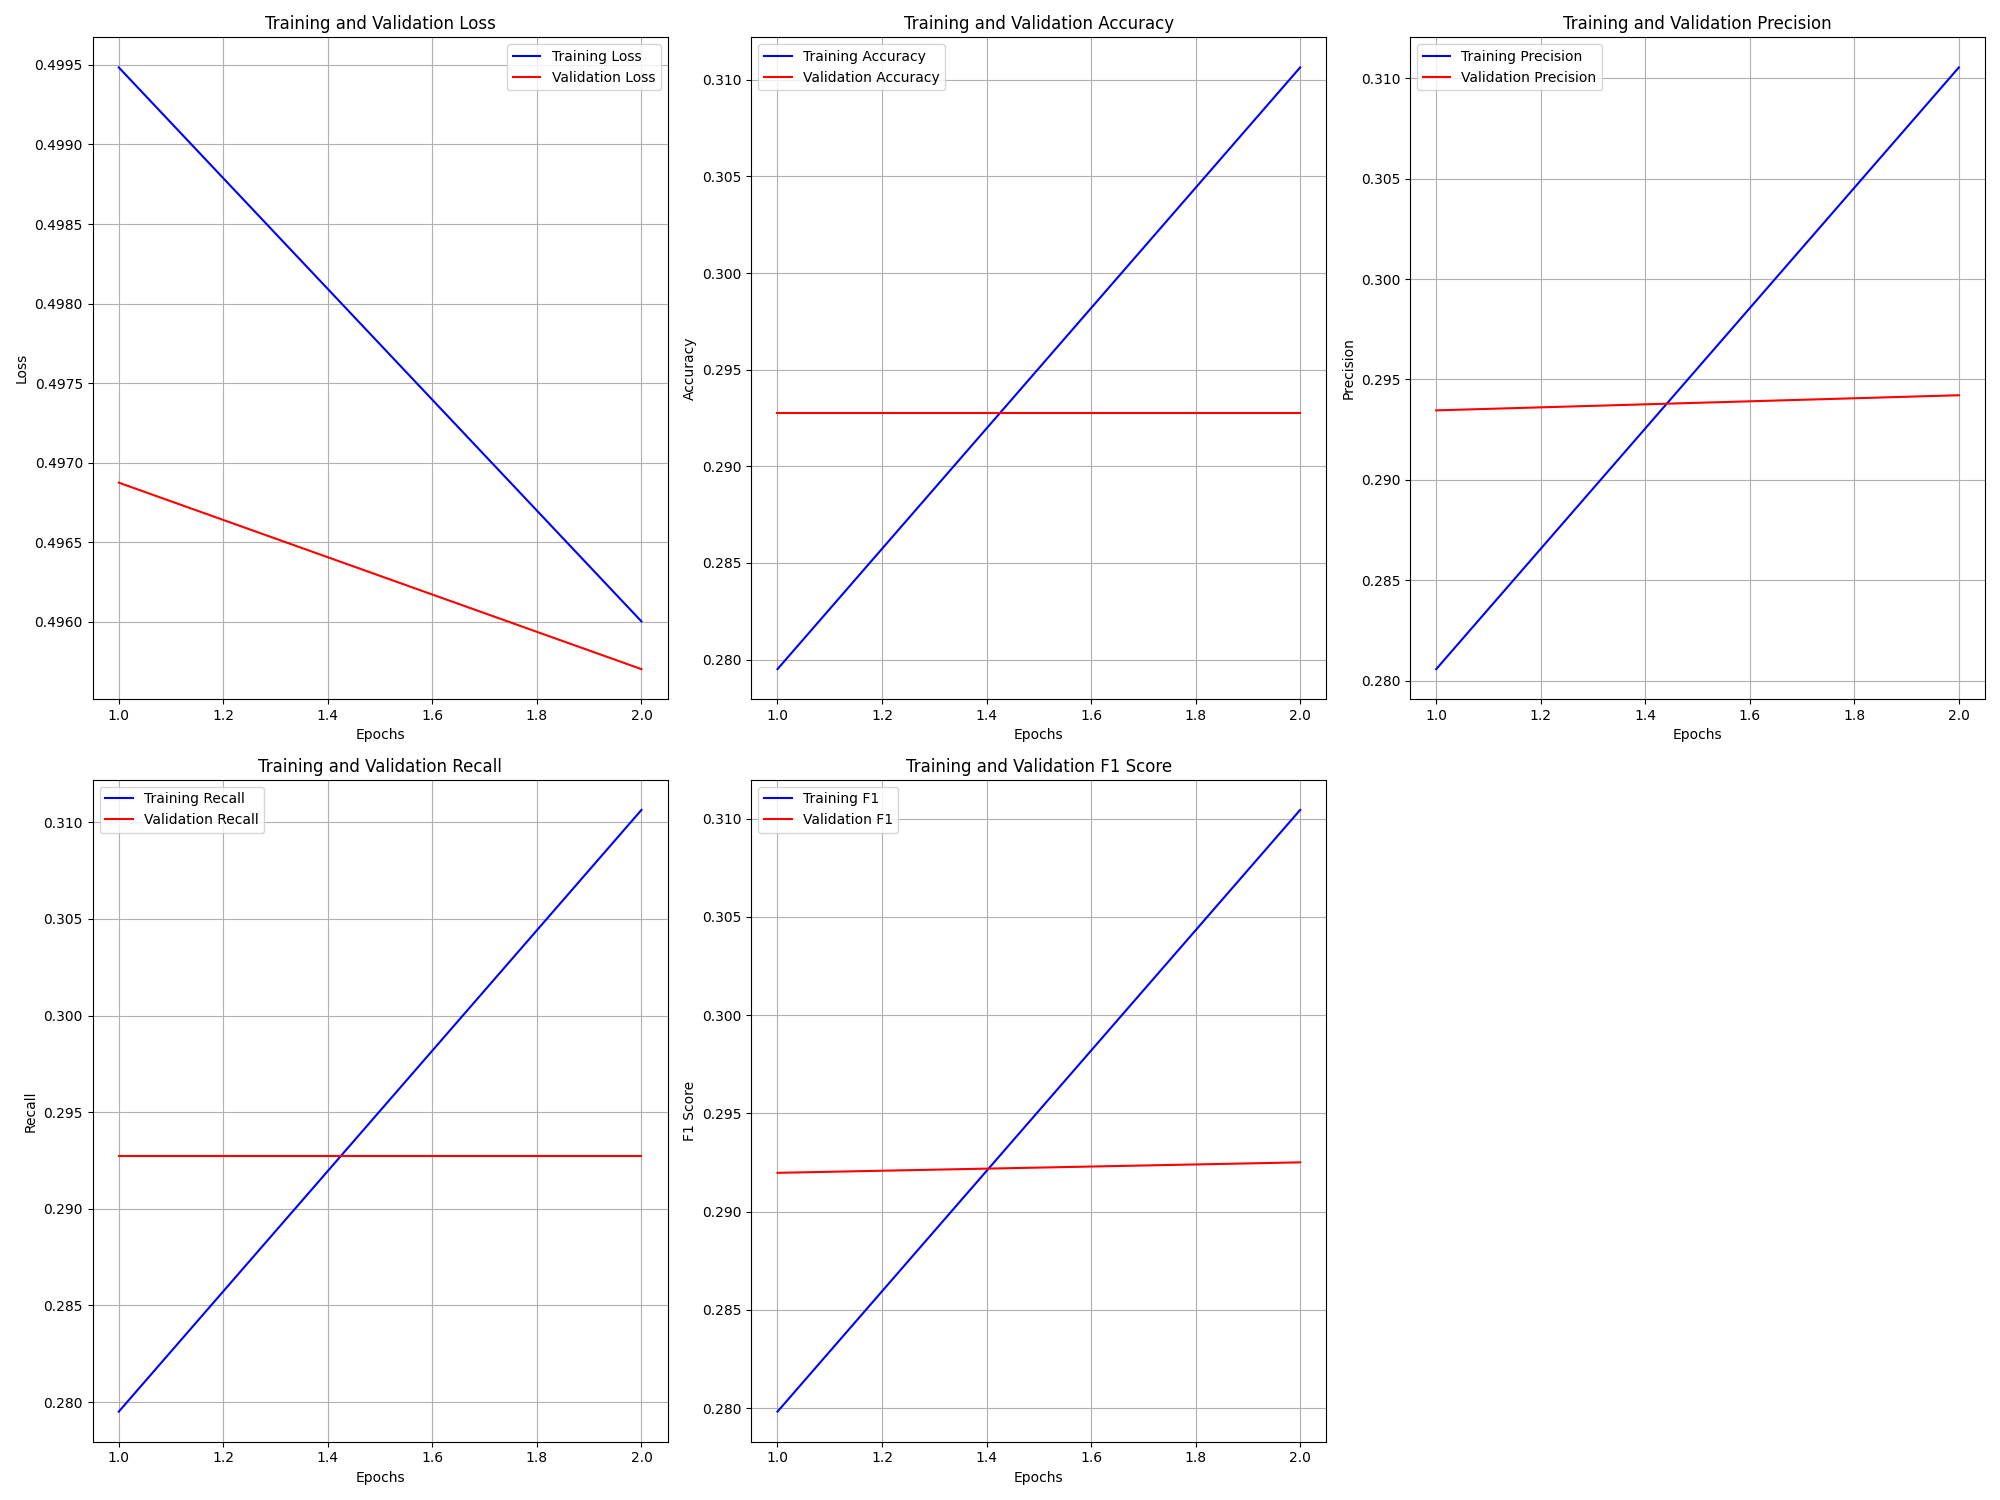 Training and Validation Loss
Training Loss
Validation Loss
0.4995
0.4990
0.4985
0.4980
0.4975
0.4970
0.4965
0.4960
Loss
1.0 1.2 1.4 1.6 1.8 2.0
Epochs
Training and Validation Accuracy
Training Accuracy
Validation Accuracy
0.310
0.305
0.300
0.295
0.290
0.285
0.280
Accuracy
1.0 1.2 1.4 1.6 1.8 2.0
Epochs
Training and Validation Precision
Training Precision
Validation Precision
0.310
0.305
0.300
0.295
0.290
0.285
0.280
Precision
1.0 1.2 1.4 1.6 1.8 2.0
Epochs
Training and Validation Recall
Training Recall
Validation Recall
0.310
0.305
0.300
0.295
0.290
0.285
0.280
Recall
1.0 1.2 1.4 1.6 1.8 2.0
Epochs
Training and Validation F1 Score
Training F1
Validation F1
0.310
0.305
0.300
0.295
0.290
0.285
0.280
F1 Score
1.0 1.2 1.4 1.6 1.8 2.0
Epochs